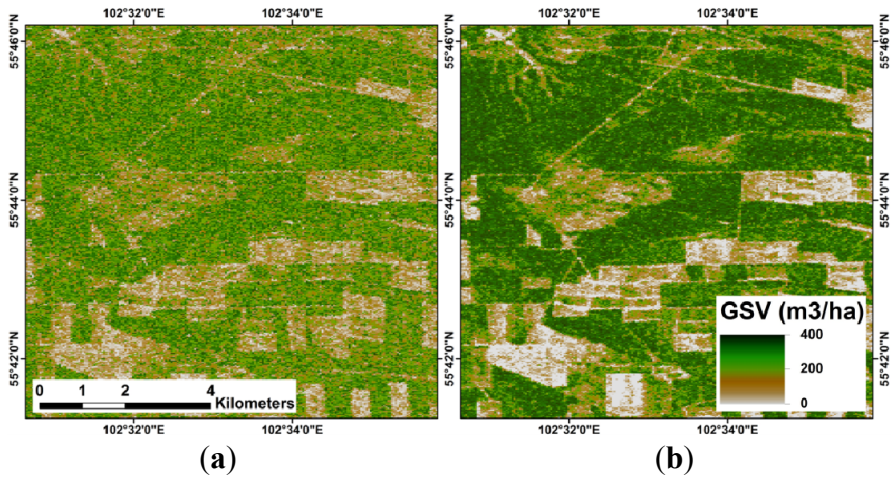 102°32'0"E 102°34'0"E 102°32'0"E 102°34'0"E
55°46'0"N 55°46'0"N
55°44'0"N 55°44'0"N
55°42'0"N 55°42'0"N
GSV (m3/ha)
400
200
0
0 1 2 4
Kilometers
102°32'0"E 102°34'0"E 102°32'0"E 102°34'0"E
(a) (b)